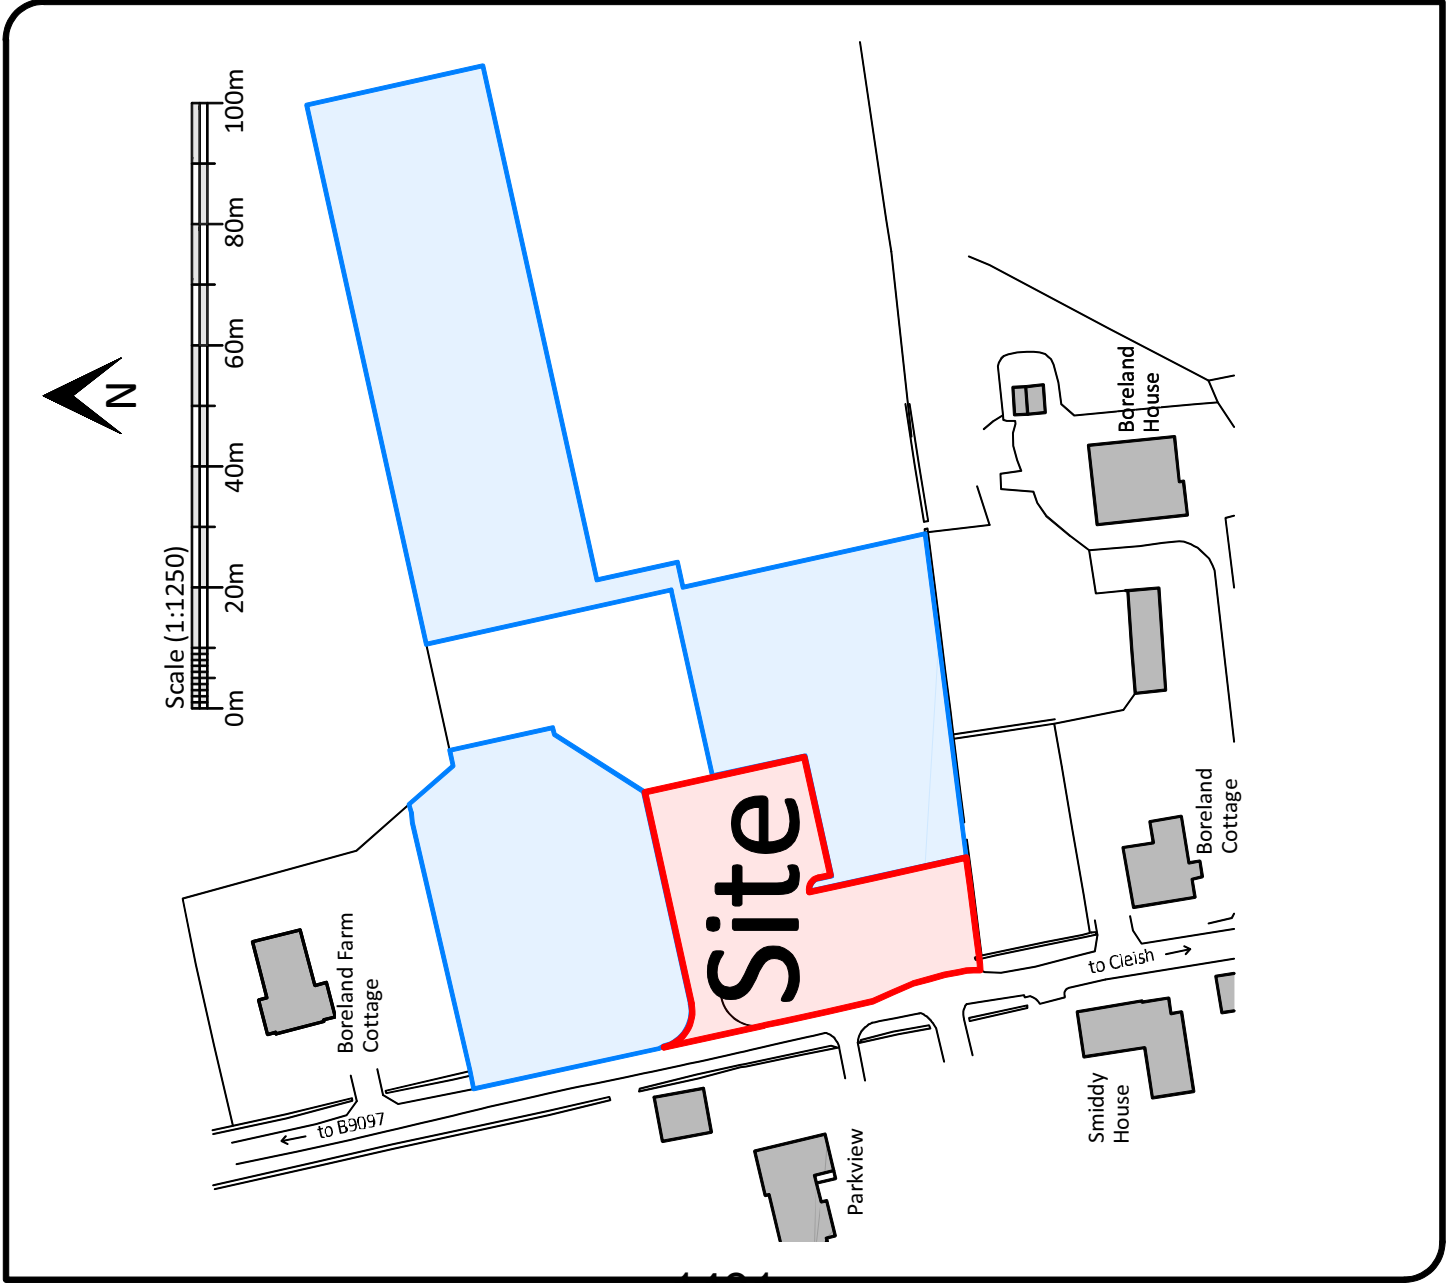 Scale (1:1250)
0m
20m
40m
60m
80m
100m
N
Boreland Farm
Cottage
to B9097
Site
Parkview
Boreland
House
Boreland
Cottage
to Cleish
Smiddy
House